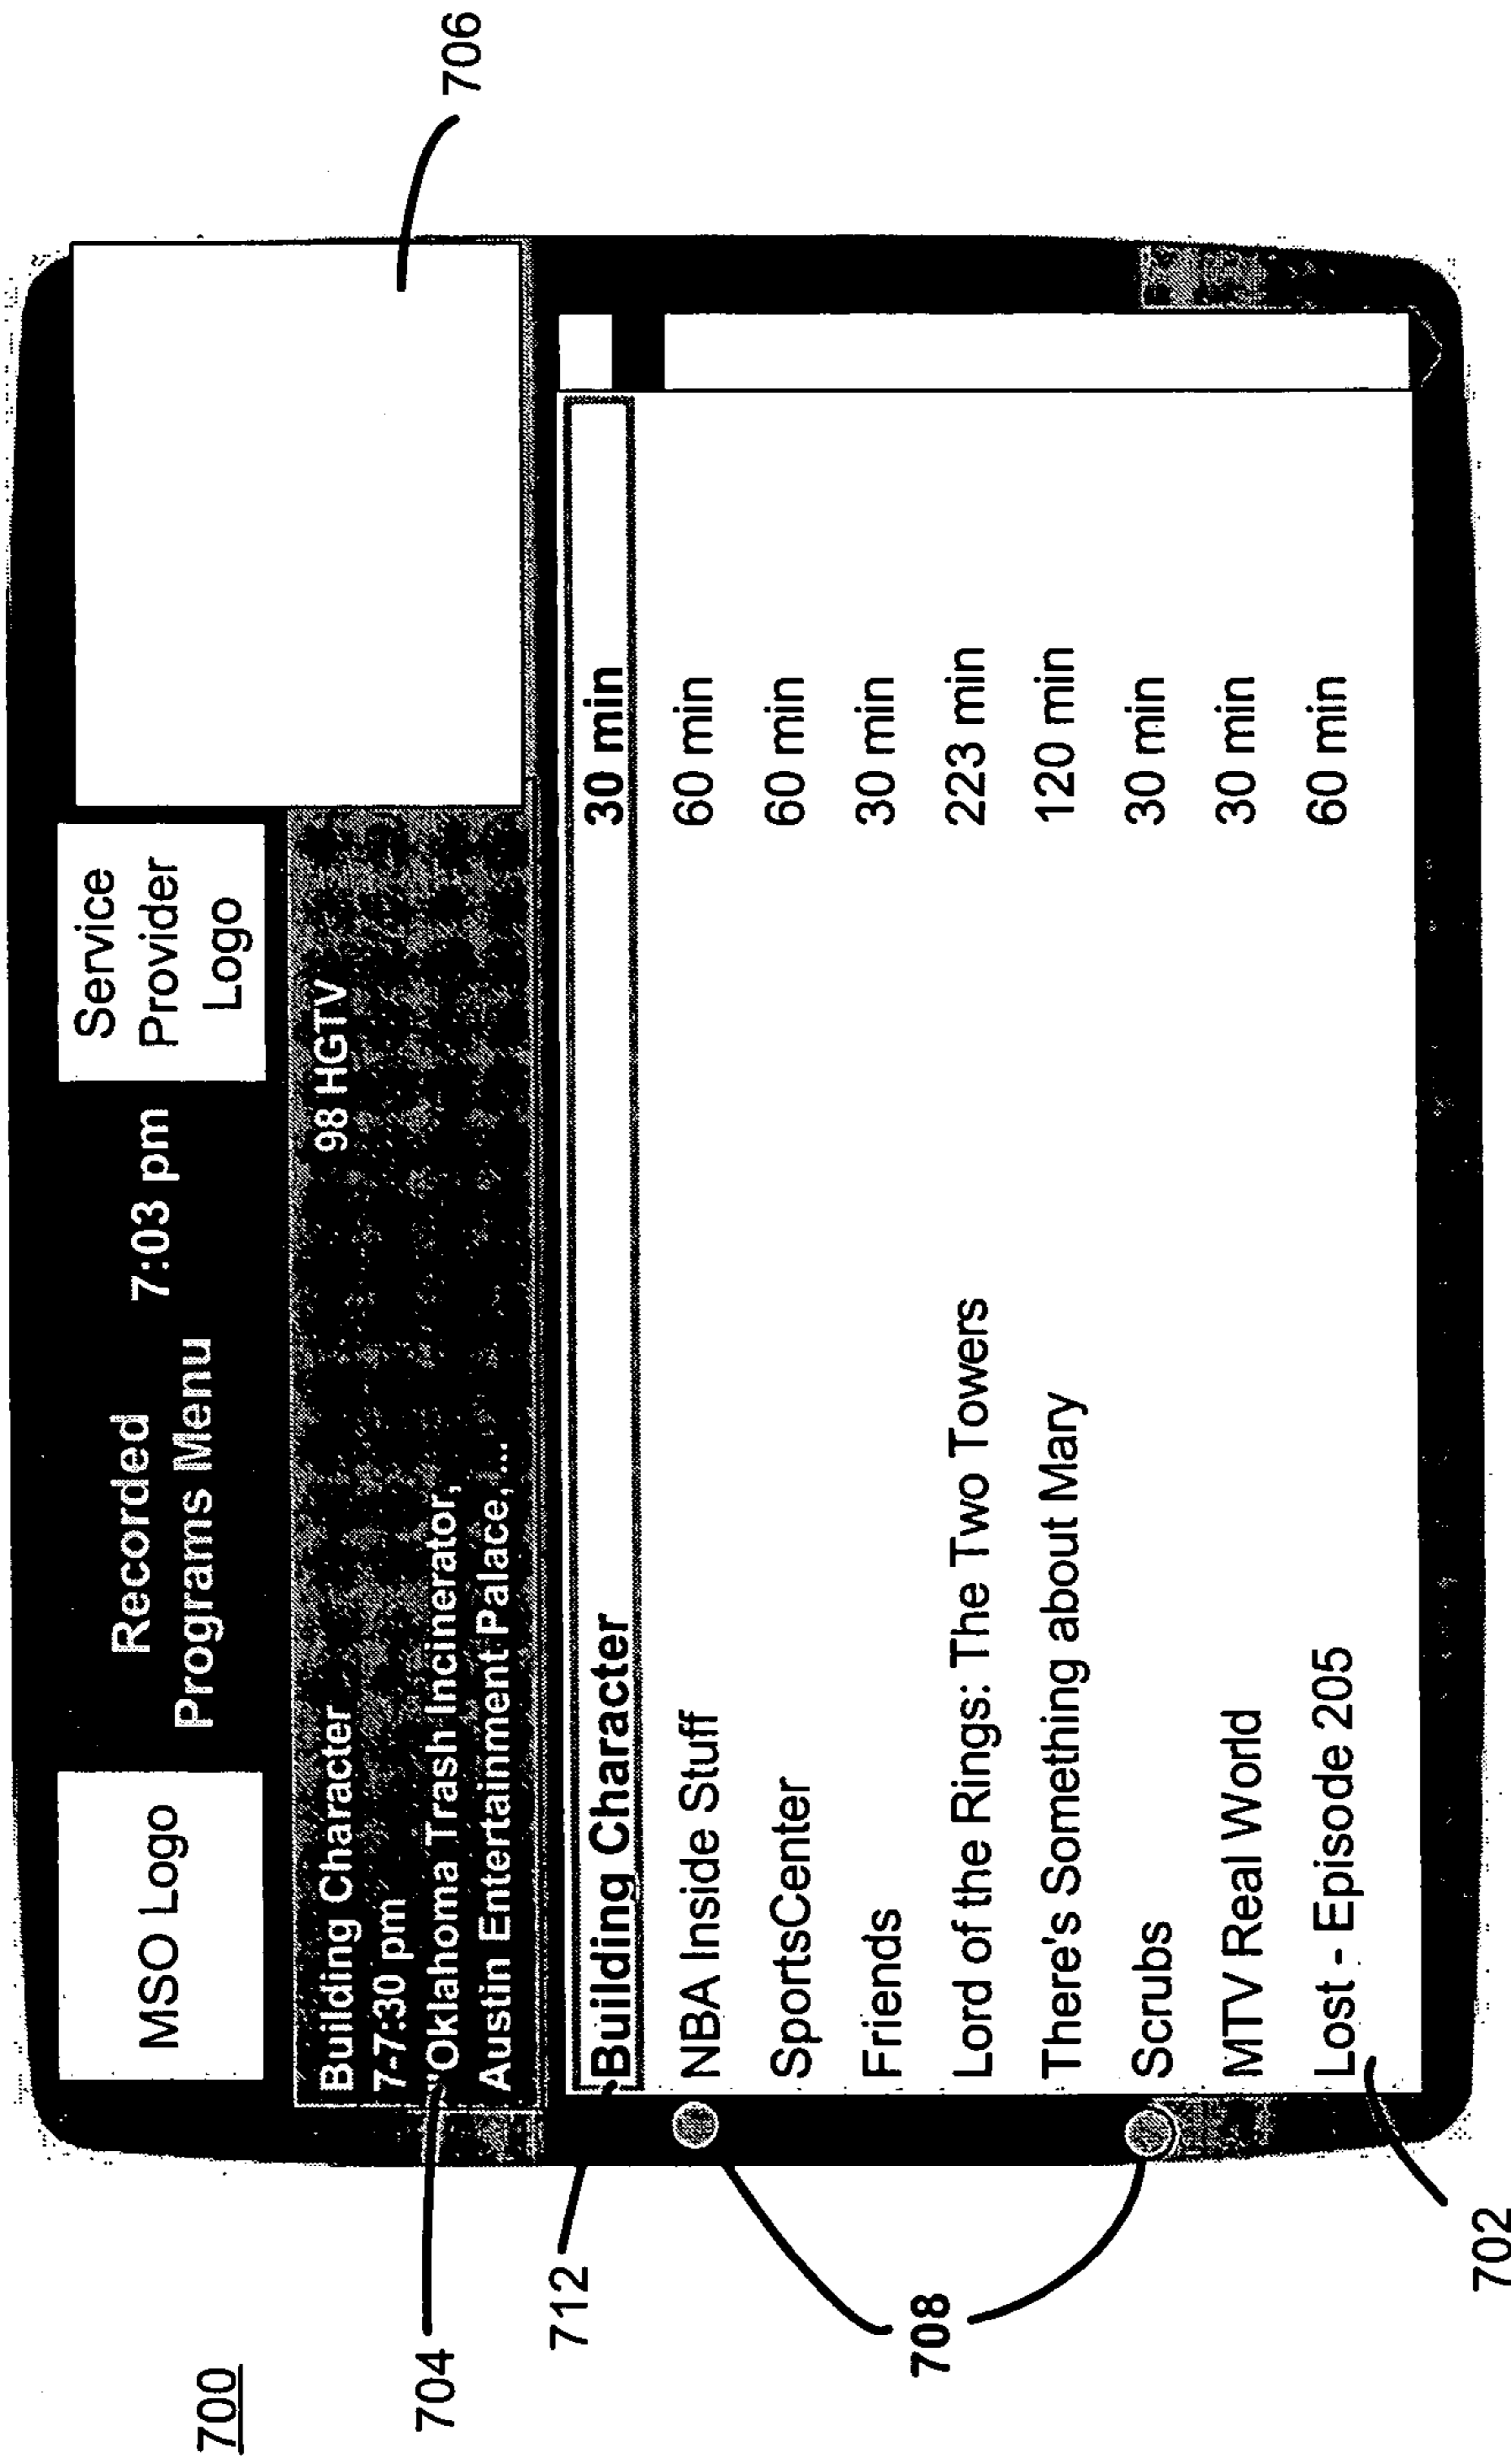 700
MSO Logo
Recorded
Programs Menu
7:03 pm
Service
Provider
Logo
706
704
Building Character
98 HGTV
7-7:30 pm
'Oklahoma Trash Incinerator,
Austin Entertainment Palace, ...
712
Building Character 30 min
NBA Inside Stuff 60 min
SportsCenter 60 min
708
Friends 30 min
Lord of the Rings: The Two Towers 223 min
There's Something about Mary 120 min
Scrubs 30 min
MTV Real World 30 min
Lost - Episode 205 60 min
702